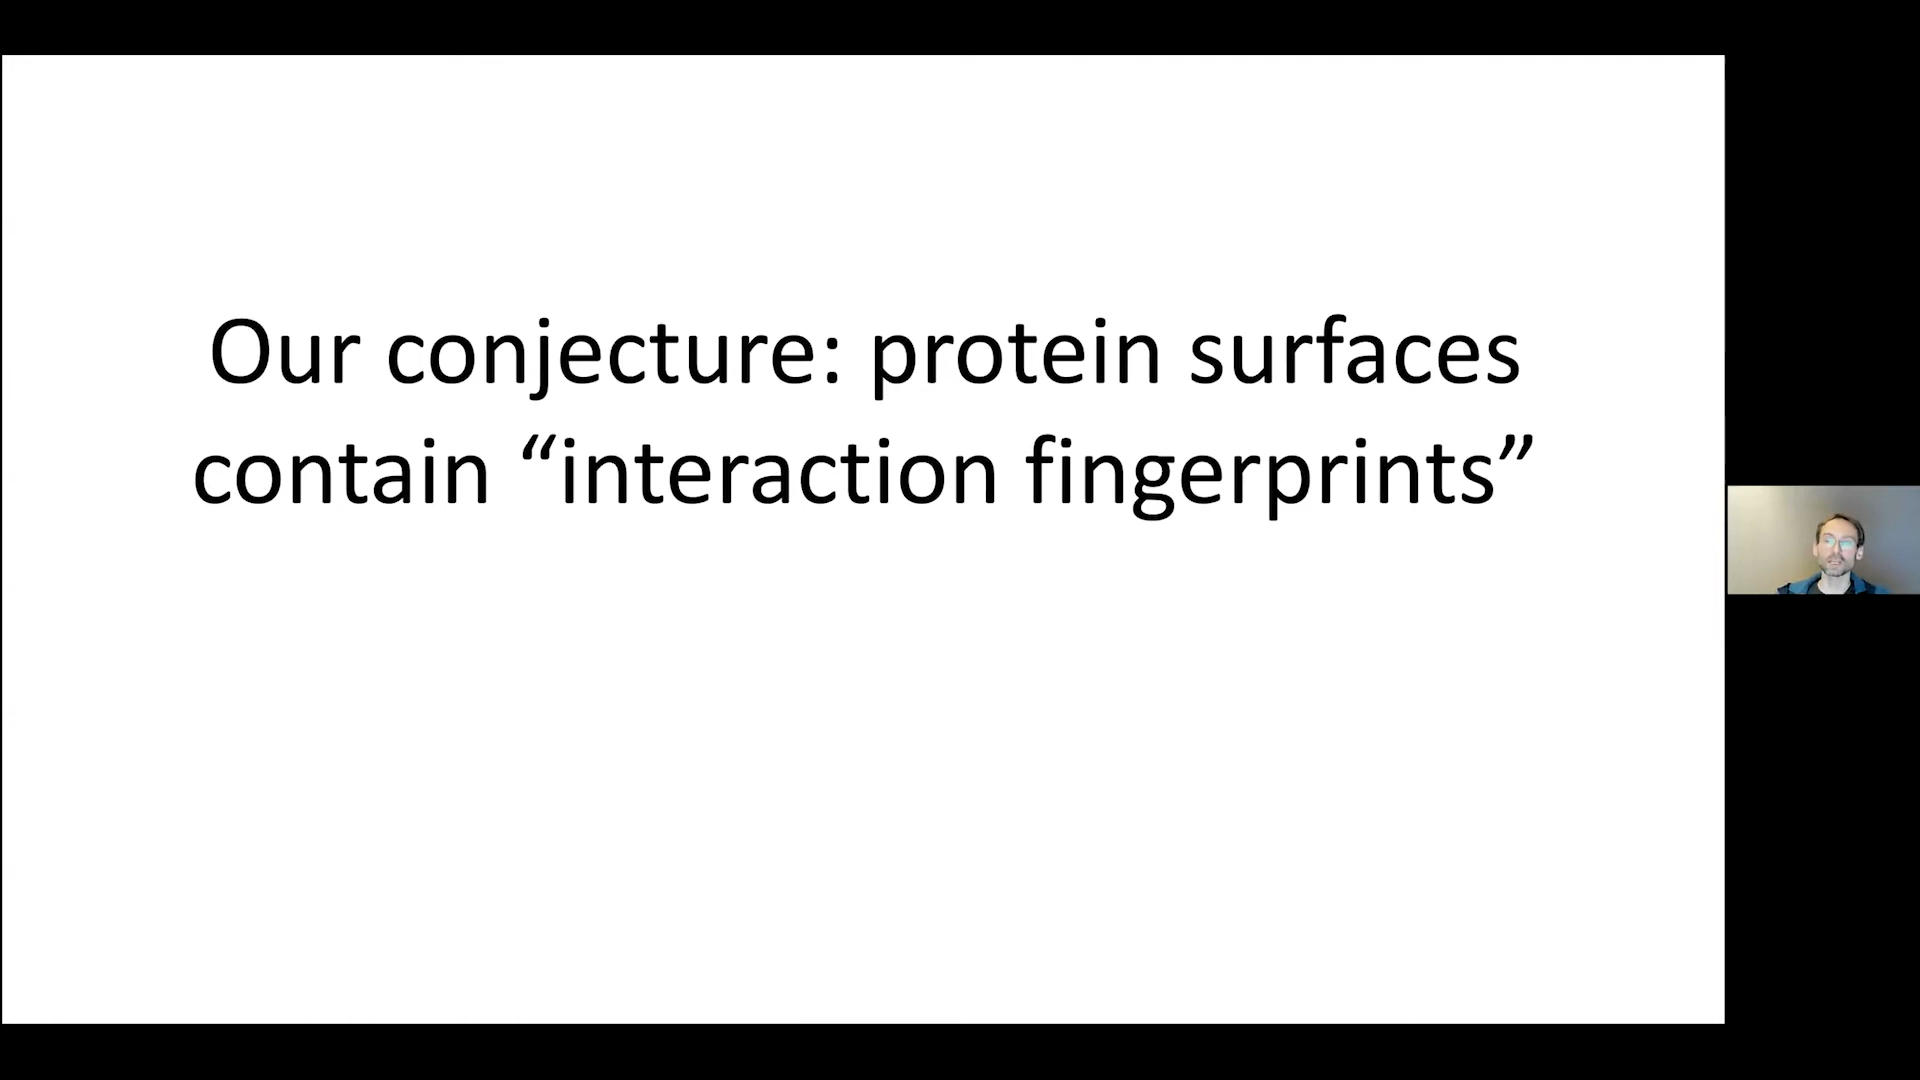 Our conjecture: protein surfaces
contain “interaction fingerprints”